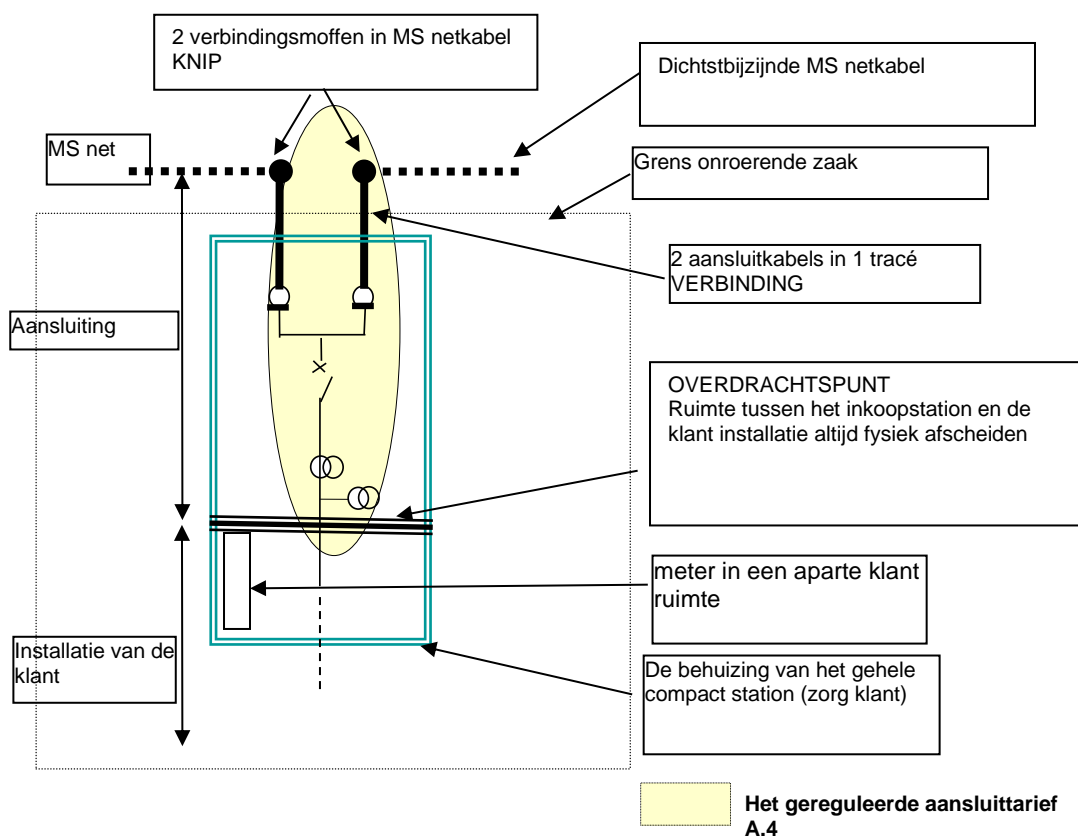 2 verbindingsmoffen in MS netkabel
KNIP
Dichtstbijzijnde MS netkabel
MS net
Grens onroerende zaak
2 aansluitkabels in 1 tracé
VERBINDING
Aansluiting
OVERDRACHTSPUNT
Ruimte tussen het inkoopstation en de
klant installatie altijd fysiek afscheiden
meter in een aparte klant
ruimte
Installatie van de
klant
De behuizing van het gehele
compact station (zorg klant)
Het gereguleerde aansluittarief
A.4